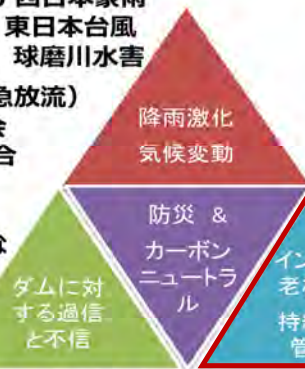 西日本豪雨
東日本台風
球磨川水害
急放流）
合
な
降雨激化
気候変動
防災 &
カーボン
ニュートラ
ル
ダムに対
する過信
と不信
イン
老
持
管